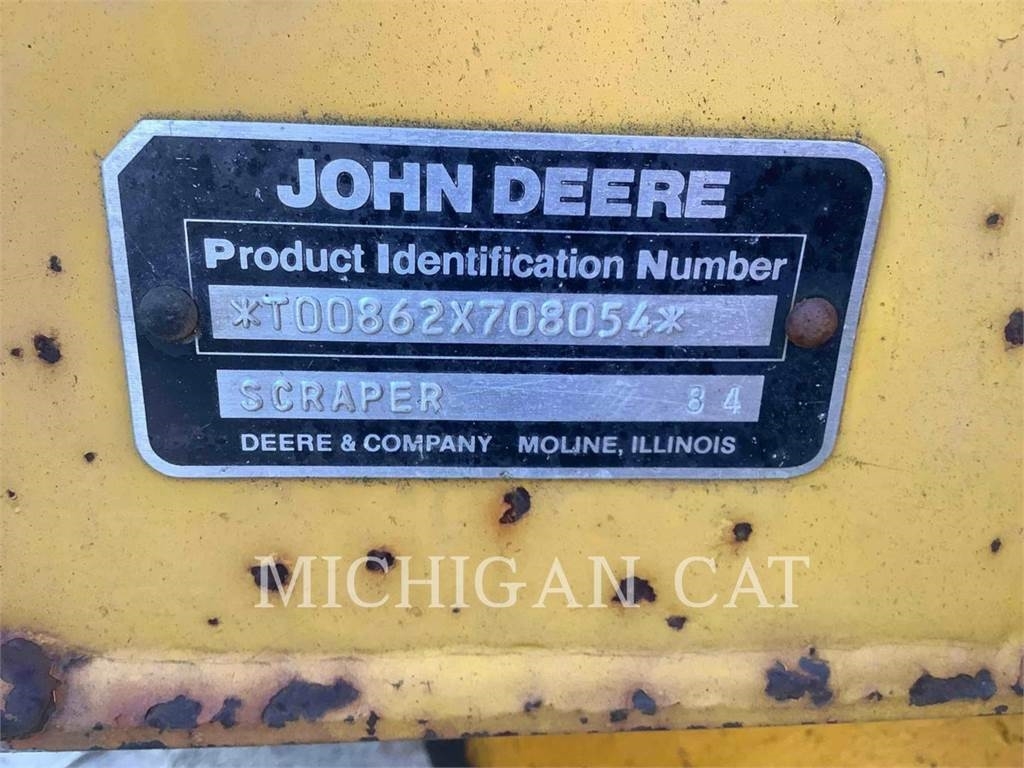 JOHN DEERE
Product Identification Number
*T00862X708054*
SCRAPER 84
DEERE & COMPANY MOLINE, ILLINOIS
MICHIGAN CAT